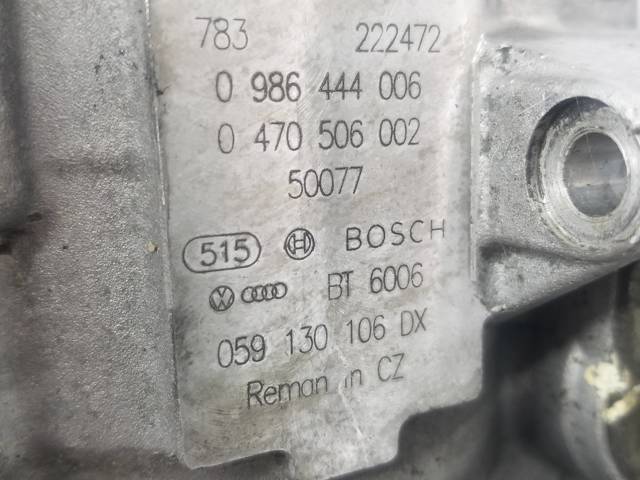 783 222472
0 986 444 006
0 470 506 002
50077
515 BOSCH
BT 6006
059 130 106 DX
Reman in CZ